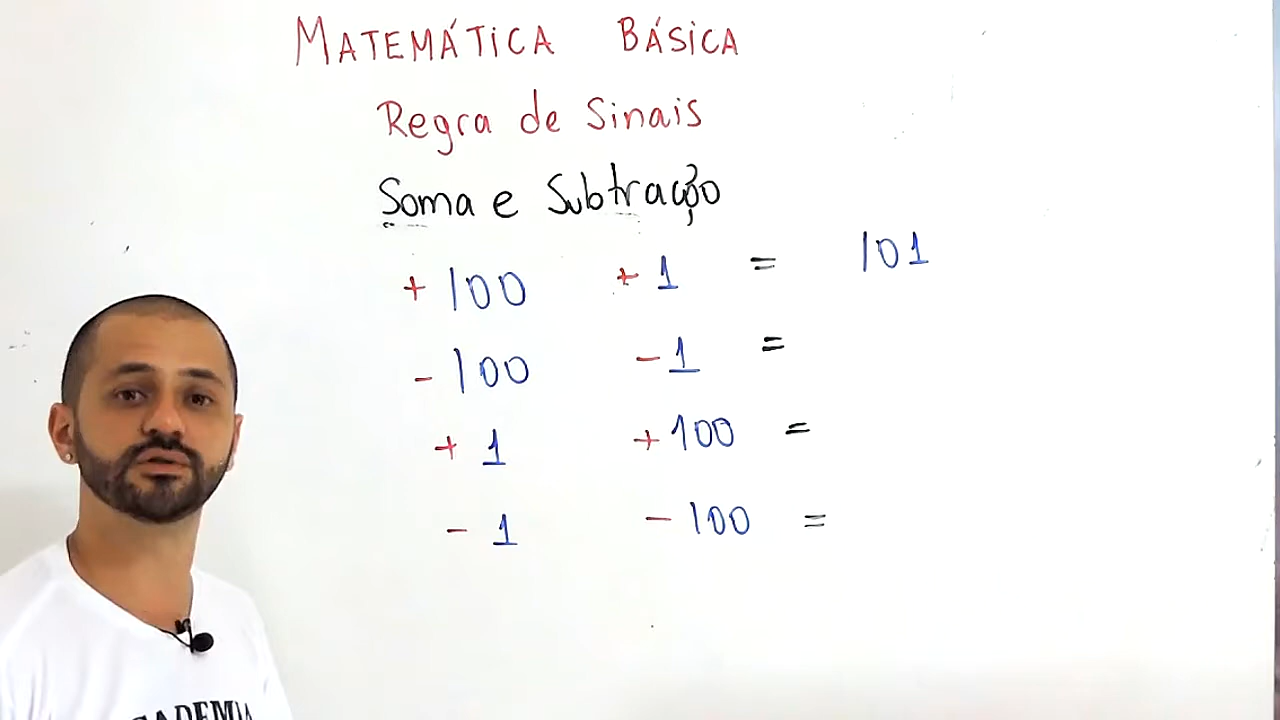 MATEMÁTICA BÁSICA
Regra de Sinais
Soma e Subtração
+ 100 + 1 = 101
- 100 - 1 =
+ 1 + 100 =
- 1 - 100 =